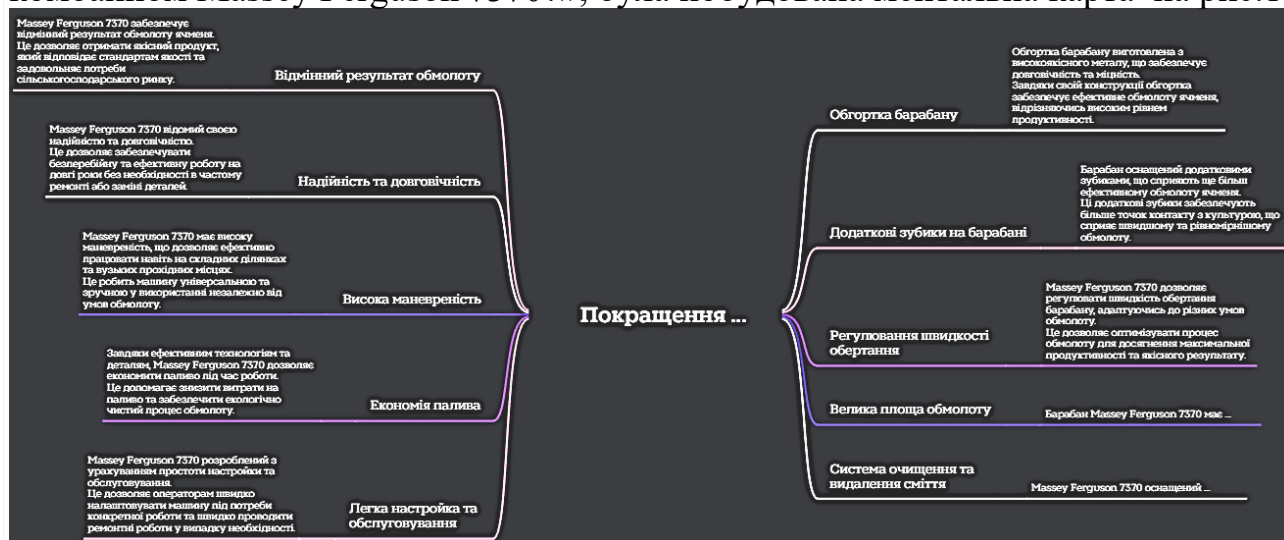 комбайном Massey Ferguson 7370…», була побудована ментальна карта на рис.1
Massey Ferguson 7370 забезпечує
відмінний результат обмолоту ячменя.
Це дозволяє отримати якісний продукт,
який відповідає стандартам якості та
задовольняє потреби
сільськогосподарського ринку.
Відмінний результат обмолоту
Massey Ferguson 7370 відомий своєю
надійністю та довговічністю.
Це дозволяє забезпечувати
безперебійну та ефективну роботу на
довгі роки без необхідності в частому
ремонті або заміні деталей.
Надійність та довговічність
Massey Ferguson 7370 має високу
маневреність, що дозволяє ефективно
працювати навіть на складних ділянках
та вузьких прохідних місцях.
Це робить машину універсальною та
зручною у використанні незалежно від
умов обмолоту.
Висока маневреність
Завдяки ефективним технологіям та
деталям, Massey Ferguson 7370 дозволяє
економити паливо під час роботи.
Це допомагає знизити витрати на
паливо та забезпечити екологічно
чистий процес обмолоту.
Економія палива
Massey Ferguson 7370 розроблений з
урахуванням простоти настройки та
обслуговування.
Це дозволяє операторам швидко
налаштовувати машину під потреби
конкретної роботи та швидко проводити
ремонтні роботи у випадку необхідності.
Легка настройка та
обслуговування
Покращення ...
Обгортка барабану
Обгортка барабану виготовлена з
високоякісного металу, що забезпечує
довговічність та міцність.
Завдяки своїй конструкції обгортка
забезпечує ефективне обмолоту ячменя,
відрізняючись високим рівнем
продуктивності.
Додаткові зубики на барабані
Барабан оснащений додатковими
зубиками, що сприяють ще більш
ефективному обмолоту ячменя.
Ці додаткові зубики забезпечують
більше точок контакту з культурою, що
сприяє швидшому та рівномірнішому
обмолоту.
Регулювання швидкості
обертання
Massey Ferguson 7370 дозволяє
регулювати швидкість обертання
барабану, адаптуючись до різних умов
обмолоту.
Це дозволяє оптимізувати процес
обмолоту для досягнення максимальної
продуктивності та якісного результату.
Велика площа обмолоту
Барабан Massey Ferguson 7370 має ...
Система очищення та
видалення сміття
Massey Ferguson 7370 оснащений ...